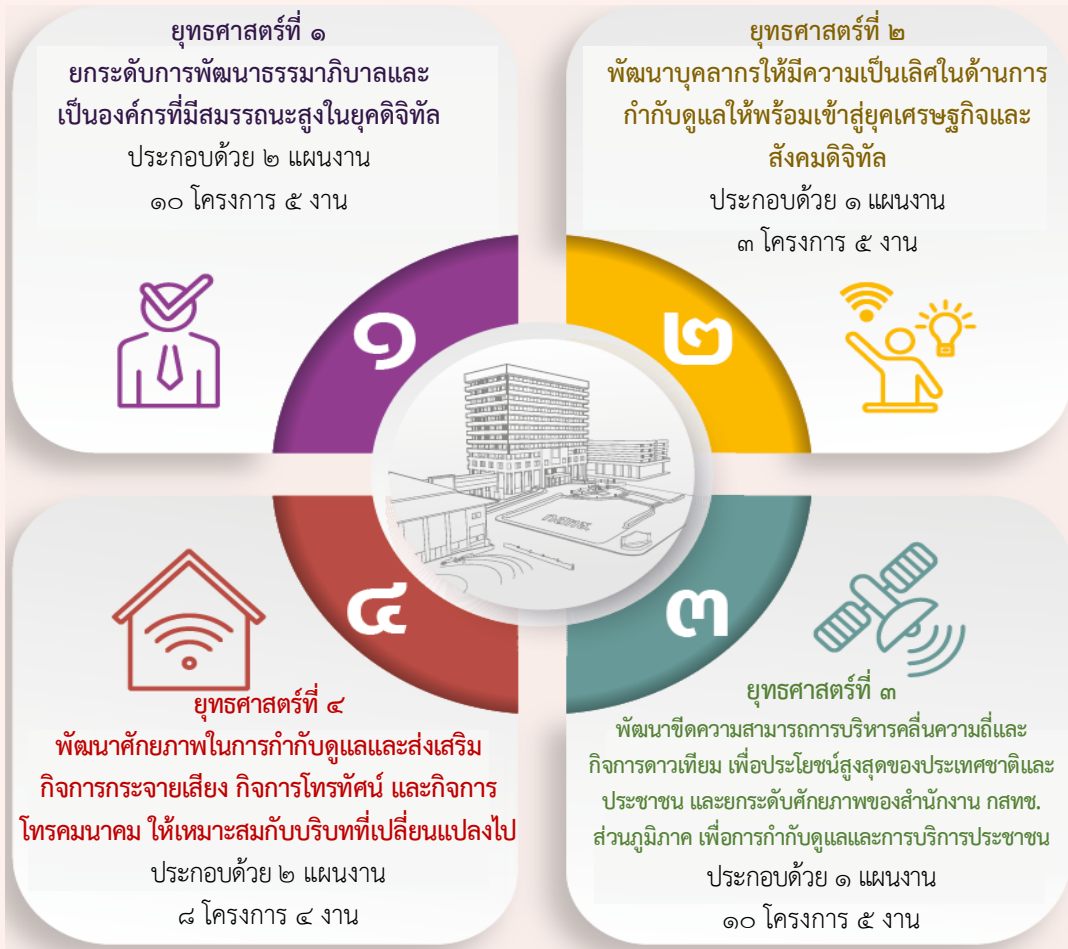 ยุทธศาสตร์ที่ ๑
ยกระดับการพัฒนาธรรมาภิบาลและ
เป็นองค์กรที่มีสมรรถนะสูงในยุคดิจิทัล
ประกอบด้วย ๒ แผนงาน
๑๐ โครงการ ๕ งาน
๑
ยุทธศาสตร์ที่ ๒
พัฒนาบุคลากรให้มีความเป็นเลิศในด้านการ
กำกับดูแลให้พร้อมเข้าสู่ยุคเศรษฐกิจและ
สังคมดิจิทัล
ประกอบด้วย ๑ แผนงาน
๓ โครงการ ๕ งาน
๒
๓
ยุทธศาสตร์ที่ ๓
พัฒนาขีดความสามารถการบริหารคลื่นความถี่และ
กิจการดาวเทียม เพื่อประโยชน์สูงสุดของประเทศชาติและ
ประชาชน และยกระดับศักยภาพของสำนักงาน กสทช.
ส่วนภูมิภาค เพื่อการกำกับดูแลและการบริการประชาชน
ประกอบด้วย ๑ แผนงาน
๑๐ โครงการ ๕ งาน
๔
ยุทธศาสตร์ที่ ๔
พัฒนาศักยภาพในการกำกับดูแลและส่งเสริม
กิจการกระจายเสียง กิจการโทรทัศน์ และกิจการ
โทรคมนาคม ให้เหมาะสมกับบริบทที่เปลี่ยนแปลงไป
ประกอบด้วย ๒ แผนงาน
๘ โครงการ ๔ งาน